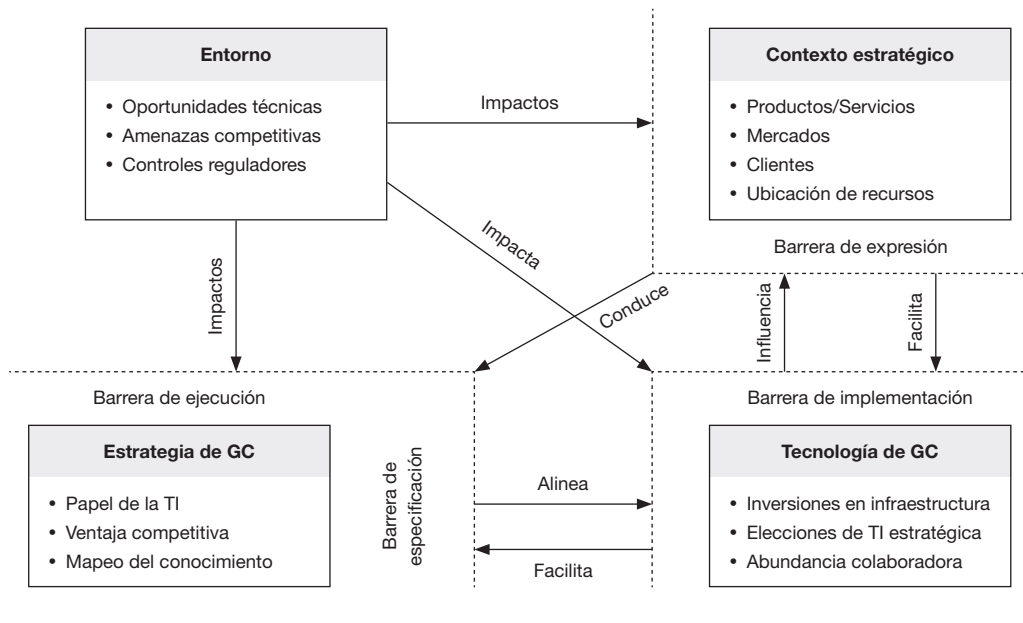 Entorno
• Oportunidades técnicas
• Amenazas competitivas
• Controles reguladores
Impactos
Contexto estratégico
• Productos/Servicios
• Mercados
• Clientes
• Ubicación de recursos
Barrera de expresión
Impactos
Impacta
Conduce
Influencia
Facilita
Barrera de ejecución
Barrera de implementación
Estrategia de GC
• Papel de la TI
• Ventaja competitiva
• Mapeo del conocimiento
Barrera de
especificación
Alinea
Facilita
Tecnología de GC
• Inversiones en infraestructura
• Elecciones de TI estratégica
• Abundancia colaboradora